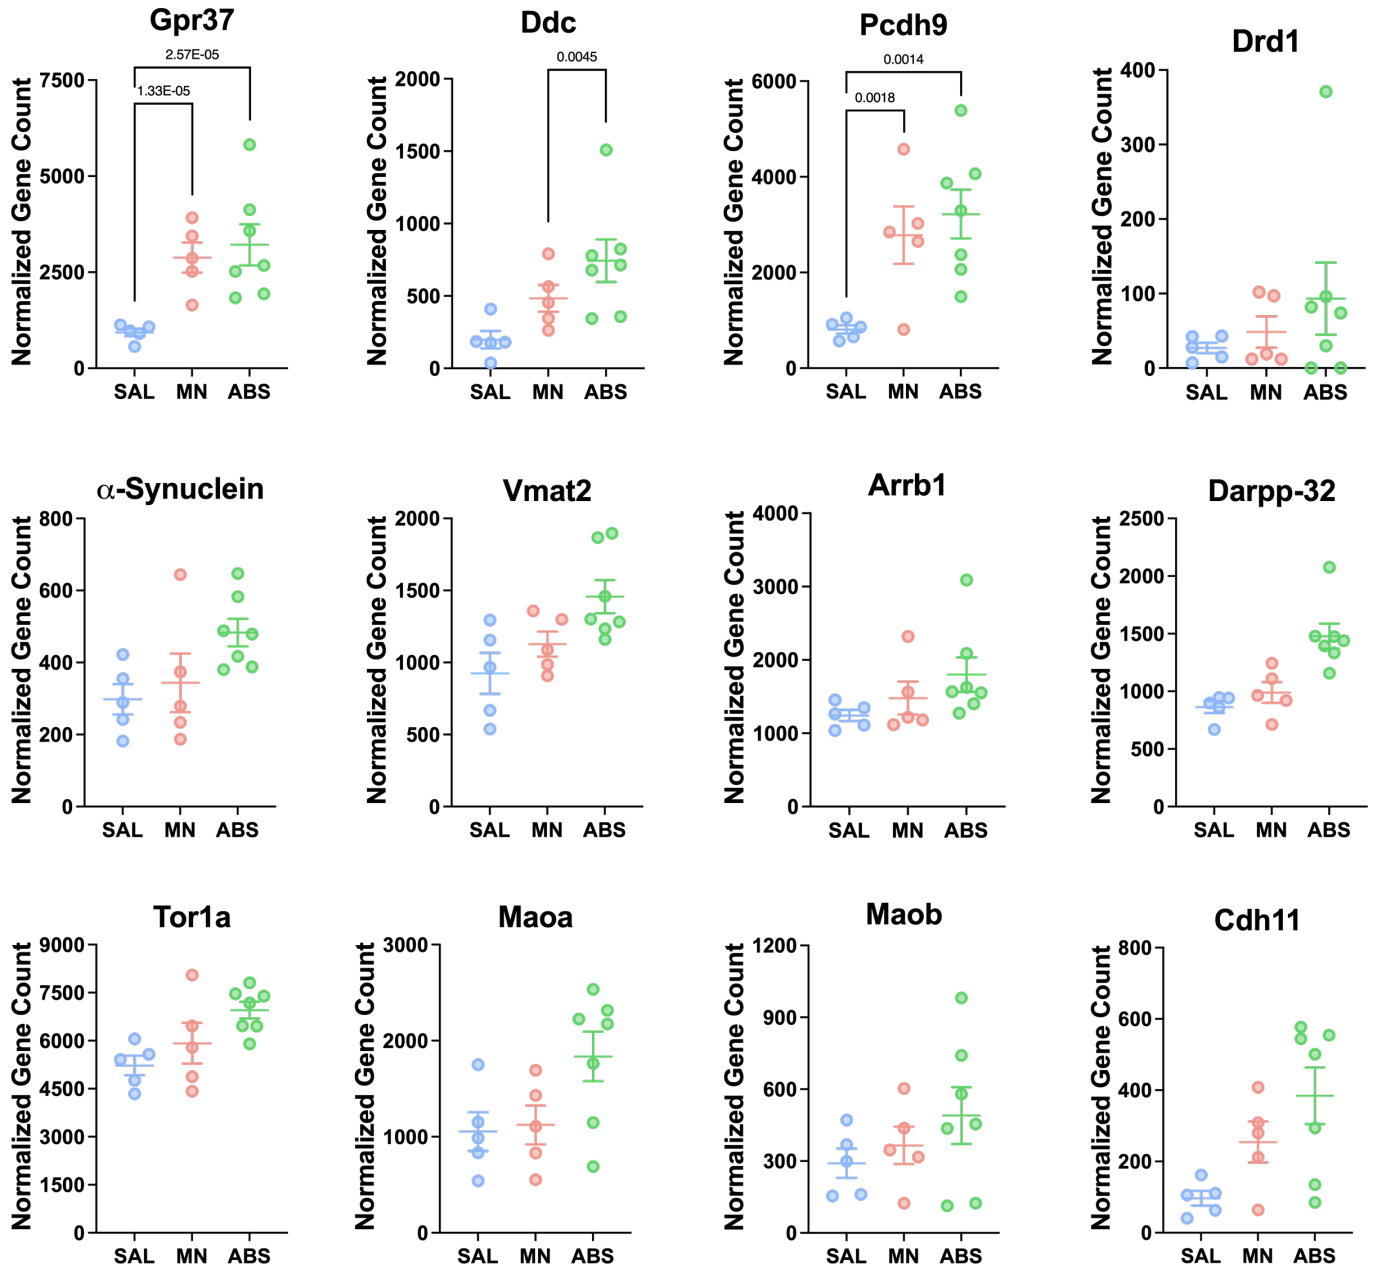 Gpr37
2.57E-05
1.33E-05
Normalized Gene Count
7500
5000
2500
0
SAL MN ABS
Ddc
0.0045
Normalized Gene Count
2000
1500
1000
500
0
SAL MN ABS
Pcdh9
0.0014
0.0018
Normalized Gene Count
6000
4000
2000
0
SAL MN ABS
Drd1
Normalized Gene Count
400
300
200
100
0
SAL MN ABS
α-Synuclein
Normalized Gene Count
800
600
400
200
0
SAL MN ABS
Vmat2
Normalized Gene Count
2000
1500
1000
500
0
SAL MN ABS
Arrb1
Normalized Gene Count
4000
3000
2000
1000
0
SAL MN ABS
Darpp-32
Normalized Gene Count
2500
2000
1500
1000
500
0
SAL MN ABS
Tor1a
Normalized Gene Count
9000
7500
6000
4500
3000
1500
0
SAL MN ABS
Maoa
Normalized Gene Count
3000
2000
1000
0
SAL MN ABS
Maob
Normalized Gene Count
1200
900
600
300
0
SAL MN ABS
Cdh11
Normalized Gene Count
800
600
400
200
0
SAL MN ABS